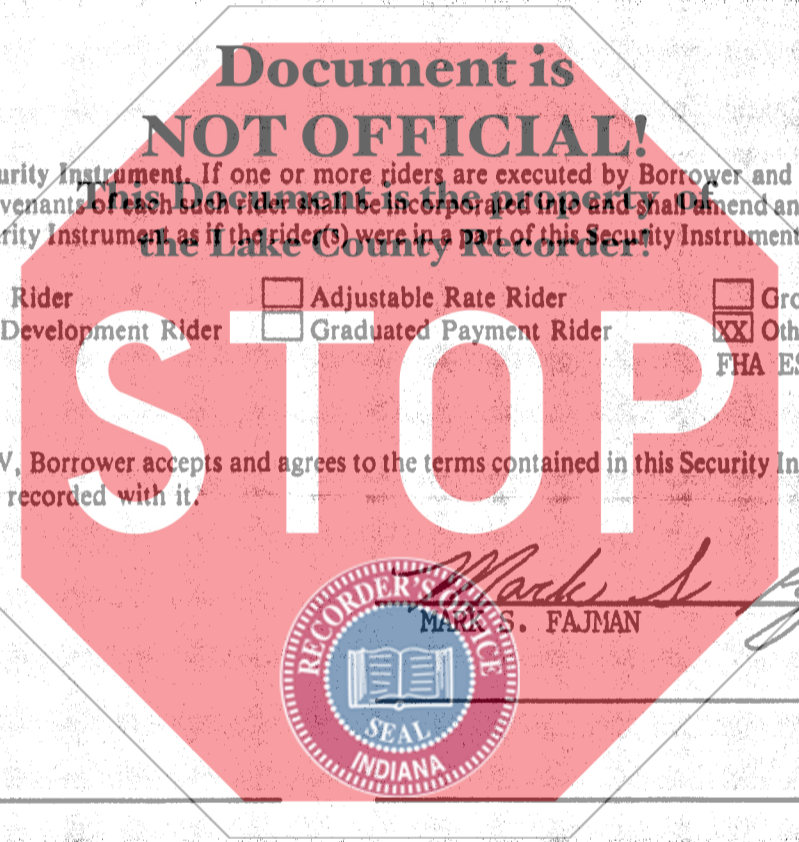 Document is
NOT OFFICIAL!
urity Instrument. If one or more riders are executed by Borrower and
This Document is the property of
venants of each such rider shall be incorporated into and shall amend an
rity Instrument as if the rider(s) were in a part of this Security Instrument
the Lake County Recorder!
Rider Adjustable Rate Rider Gro
Development Rider Graduated Payment Rider XX Oth
FHA ES
STOP
V, Borrower accepts and agrees to the terms contained in this Security In
recorded with it.
Mark S
MARK S. FAJMAN
RECORDER'S OFFICE
SEAL
INDIANA